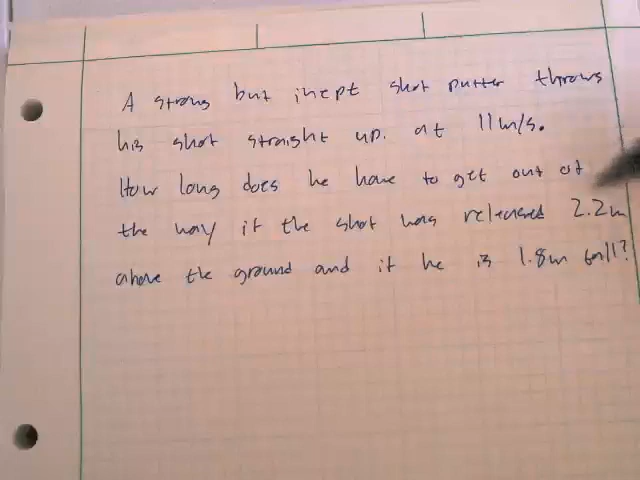 A strong but inept shot putter throws
his shot straight up. at 11m/s.
How long does he have to get out of
the way if the shot was released 2.2m
above the ground and if he is 1.8m tall?